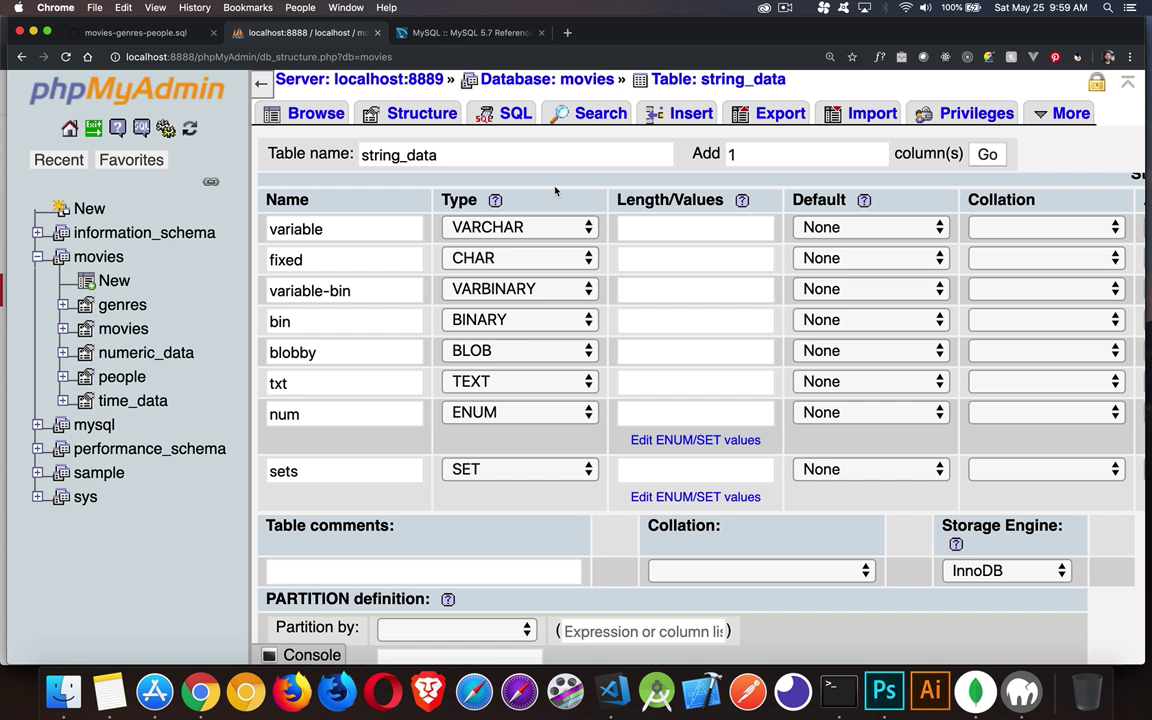 Chrome File Edit View History Bookmarks People Window Help 100% Sat May 25 9:59 AM
movies-genres-people.sql × localhost:8888 / localhost / m × MySQL :: MySQL 5.7 Referenc × +
localhost:8888/phpMyAdmin/db_structure.php?db=movies
phpMyAdmin
Recent Favorites
New
information_schema
movies
New
genres
movies
numeric_data
people
time_data
mysql
performance_schema
sample
sys
Server: localhost:8889 » Database: movies » Table: string_data
Browse Structure SQL Search Insert Export Import Privileges More
Table name: string_data Add 1 column(s) Go
Name Type Length/Values Default Collation
variable VARCHAR None
fixed CHAR None
variable-bin VARBINARY None
bin BINARY None
blobby BLOB None
txt TEXT None
num ENUM None
Edit ENUM/SET values
sets SET None
Edit ENUM/SET values
Table comments: Collation: Storage Engine:
InnoDB
PARTITION definition:
Partition by: ( Expression or column lis )
Console
Ps Ai